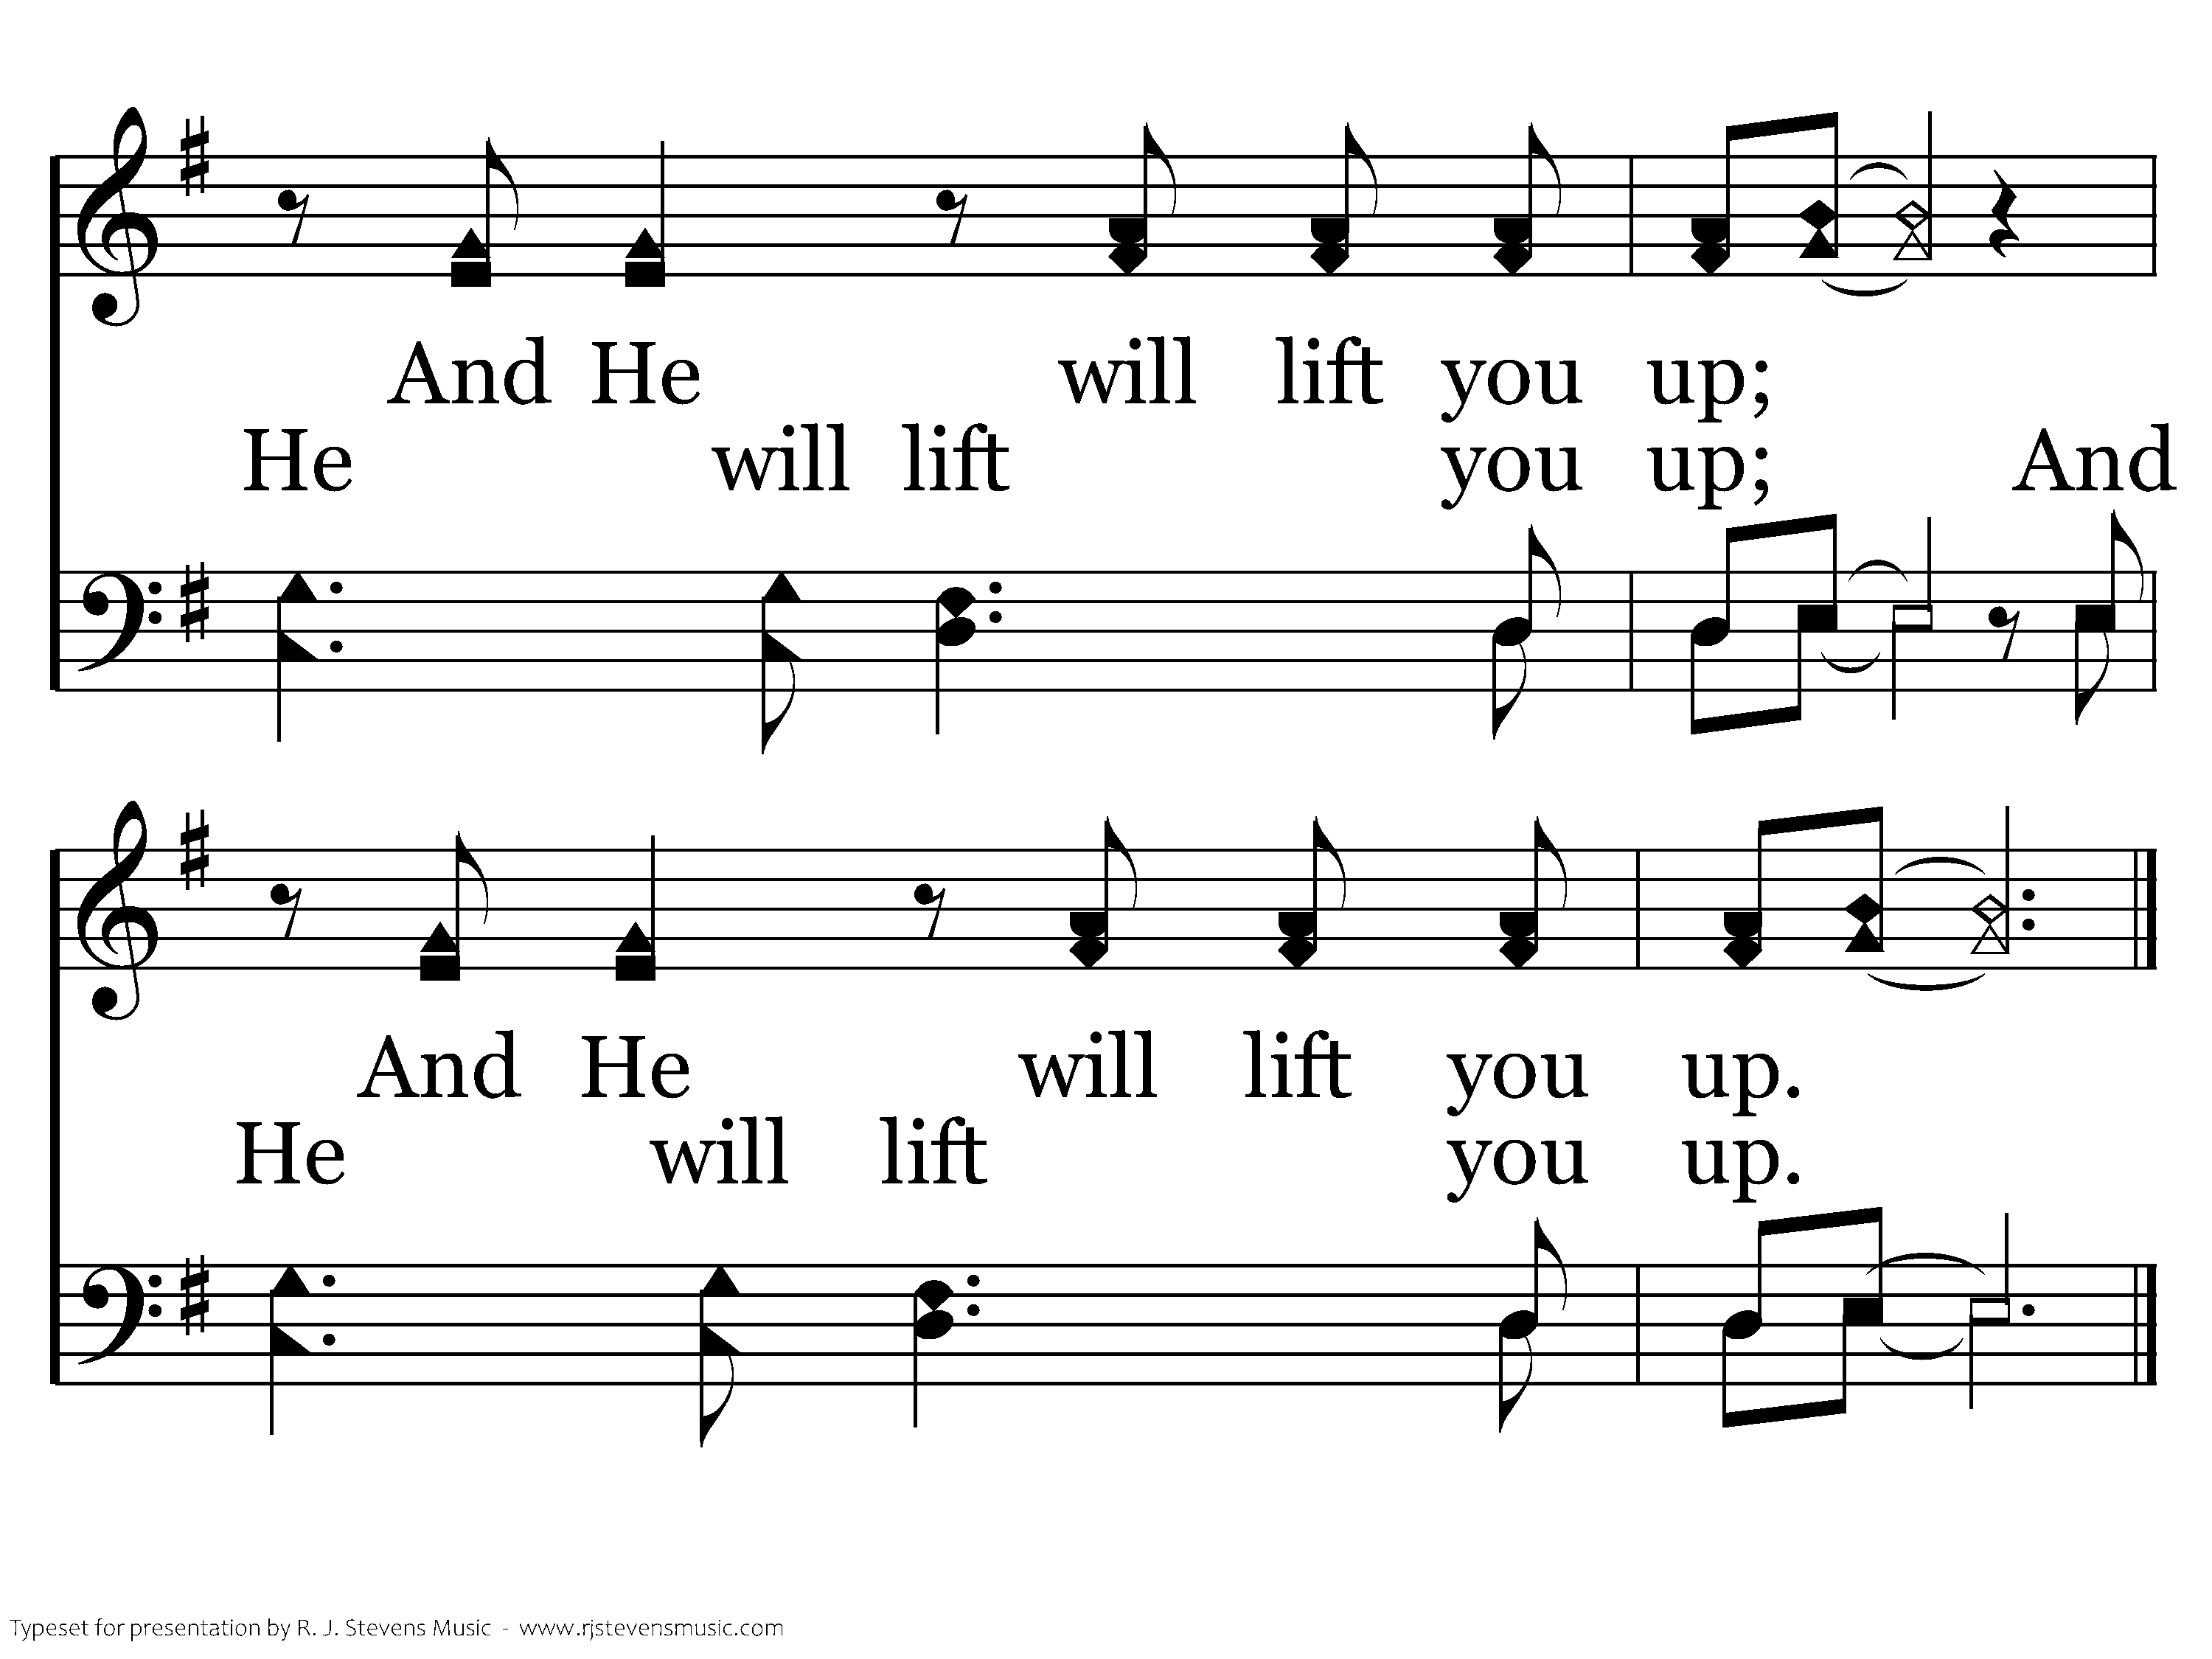 And He will lift you up;
He will lift you up; And
And He will lift you up.
He will lift you up.
Typeset for presentation by R. J. Stevens Music - www.rjstevensmusic.com